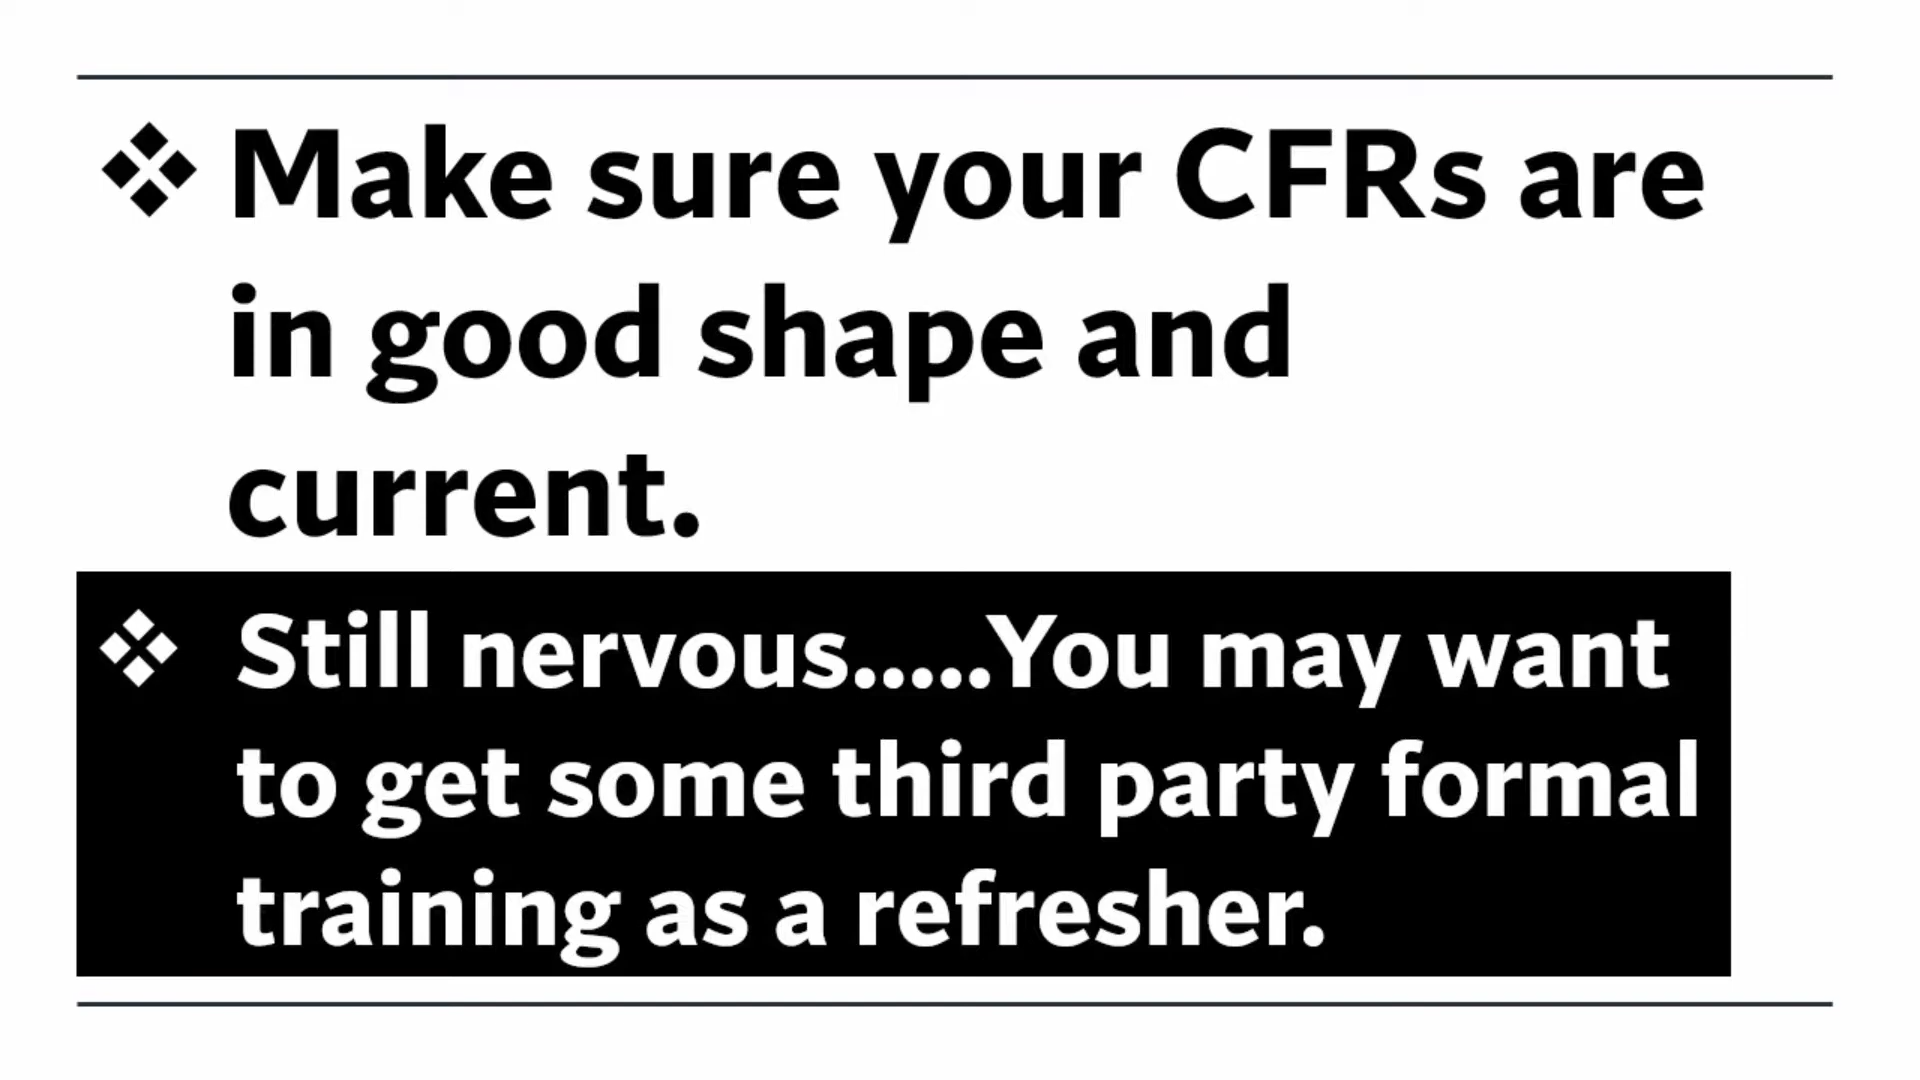 ❖ Make sure your CFRs are
in good shape and
current.
❖ Still nervous.....You may want
to get some third party formal
training as a refresher.